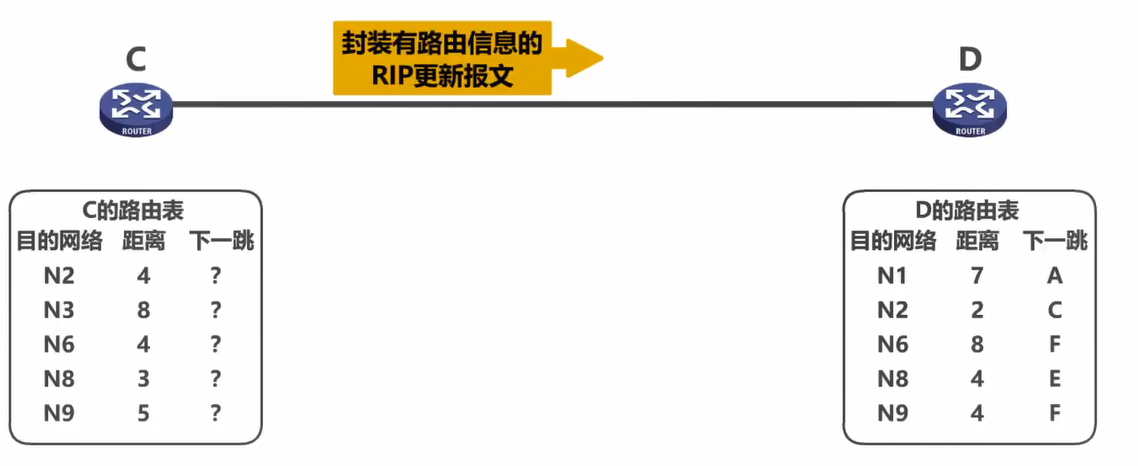 封装有路由信息的
RIP更新报文
C
D
ROUTER
ROUTER
C的路由表
目的网络 距离 下一跳
N2 4 ?
N3 8 ?
N6 4 ?
N8 3 ?
N9 5 ?
D的路由表
目的网络 距离 下一跳
N1 7 A
N2 2 C
N6 8 F
N8 4 E
N9 4 F